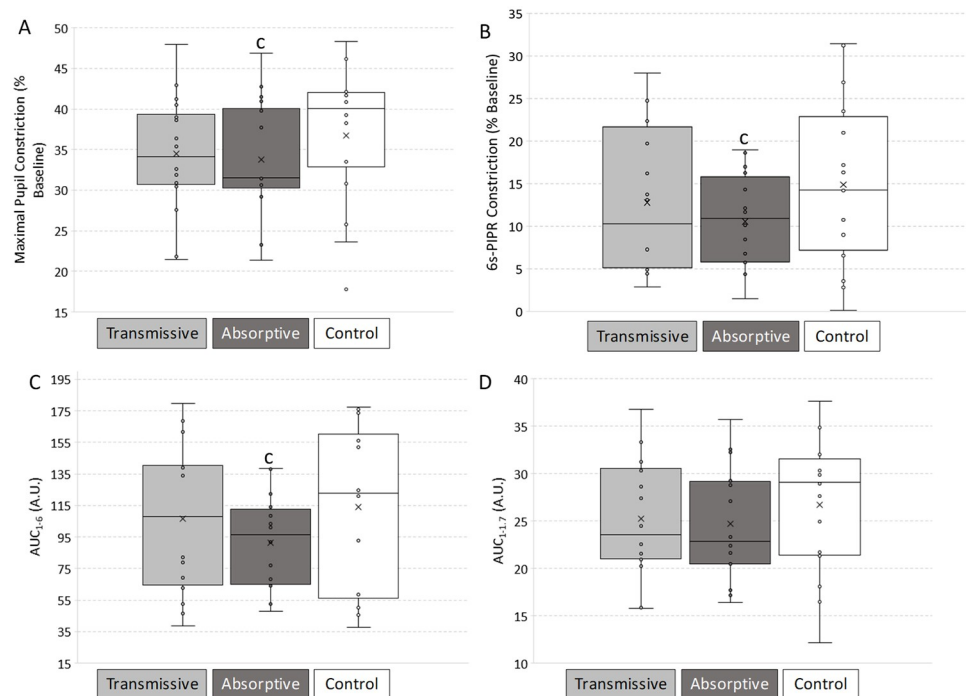 A
Maximal Pupil Constriction (%
Baseline)
50
45
40
35
30
25
20
15
C
Transmissive Absorptive Control
B
6s-PIPR Constriction (% Baseline)
35
30
25
20
15
10
5
0
C
Transmissive Absorptive Control
C
AUC1-6 (A.U.)
195
175
155
135
115
95
75
55
35
15
C
Transmissive Absorptive Control
D
AUC1-1.7 (A.U.)
40
35
30
25
20
15
10
Transmissive Absorptive Control